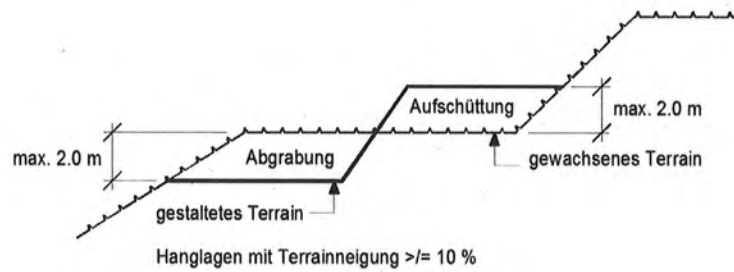 Aufschüttung
max. 2.0 m
max. 2.0 m
Abgrabung
gewachsenes Terrain
gestaltetes Terrain
Hanglagen mit Terrainneigung >/= 10 %